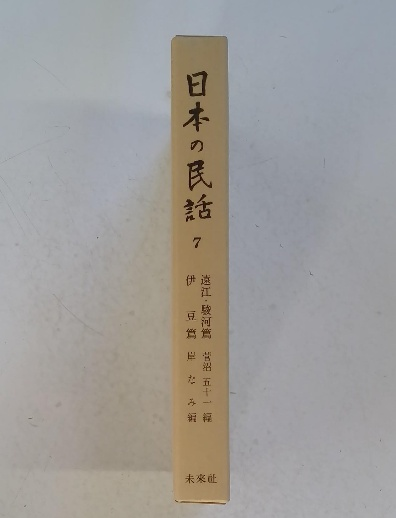 日本の民話
7
遠江・駿河篇 菅沼五十一編
伊豆篇 岸なみ編
未来社